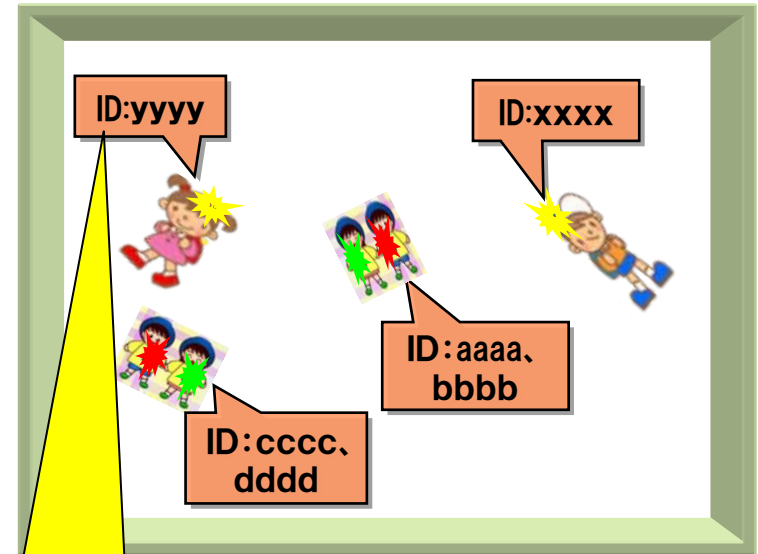 ID:yyyy
ID:xxxx
ID：aaaa、
bbbb
ID：cccc、
dddd